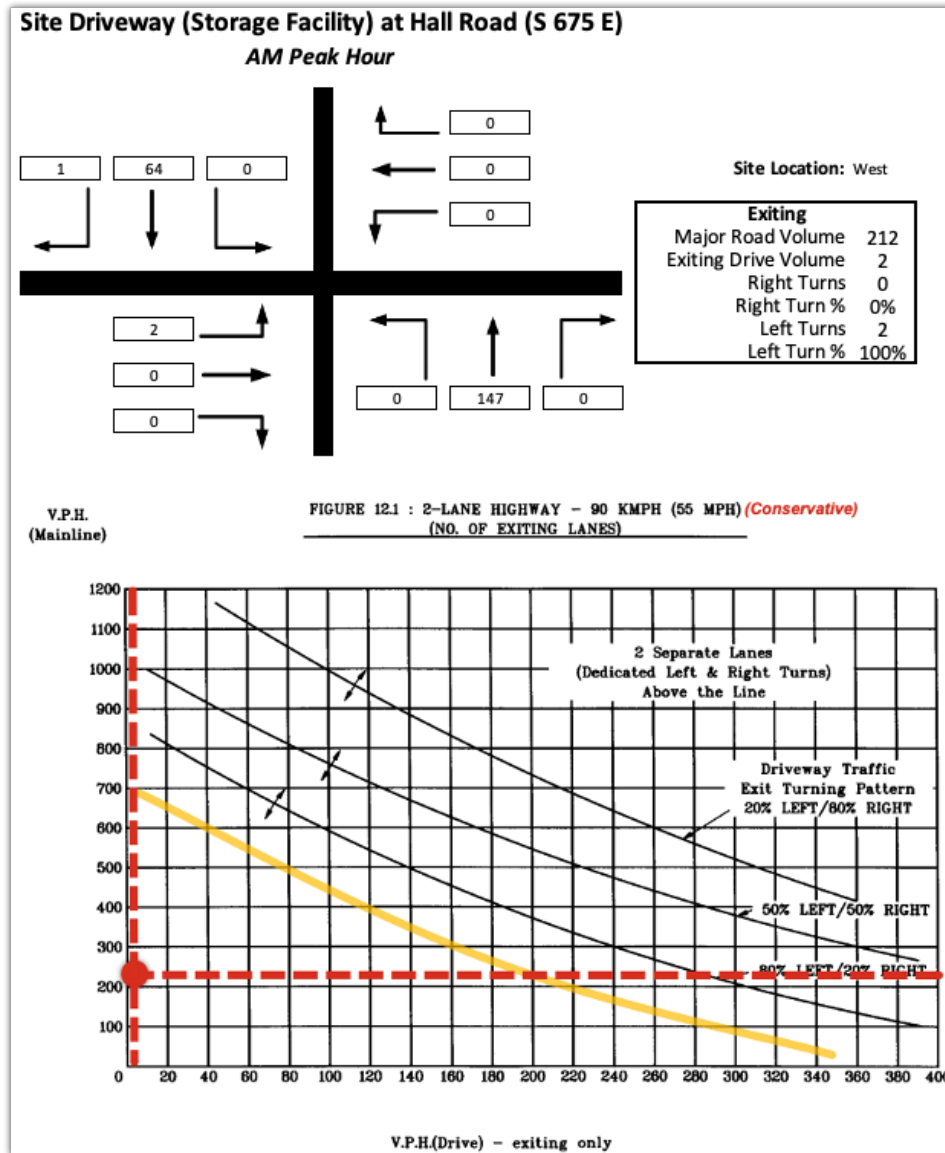 Site Driveway (Storage Facility) at Hall Road (S 675 E)
AM Peak Hour
0
1 64 0
0
Site Location: West
0
Exiting
Major Road Volume 212
Exiting Drive Volume 2
Right Turns 0
Right Turn % 0%
Left Turns 2
Left Turn % 100%
2
0
0 147 0
0
V.P.H.
(Mainline)
FIGURE 12.1 : 2-LANE HIGHWAY - 90 KMPH (55 MPH) (Conservative)
(NO. OF EXITING LANES)
1200
1100
1000
900
800
700
600
500
400
300
200
100
2 Separate Lanes
(Dedicated Left & Right Turns)
Above the Line
Driveway Traffic
Exit Turning Pattern
20% LEFT/80% RIGHT
50% LEFT/50% RIGHT
80% LEFT/20% RIGHT
0 20 40 60 80 100 120 140 160 180 200 220 240 260 280 300 320 340 360 380 400
V.P.H.(Drive) - exiting only